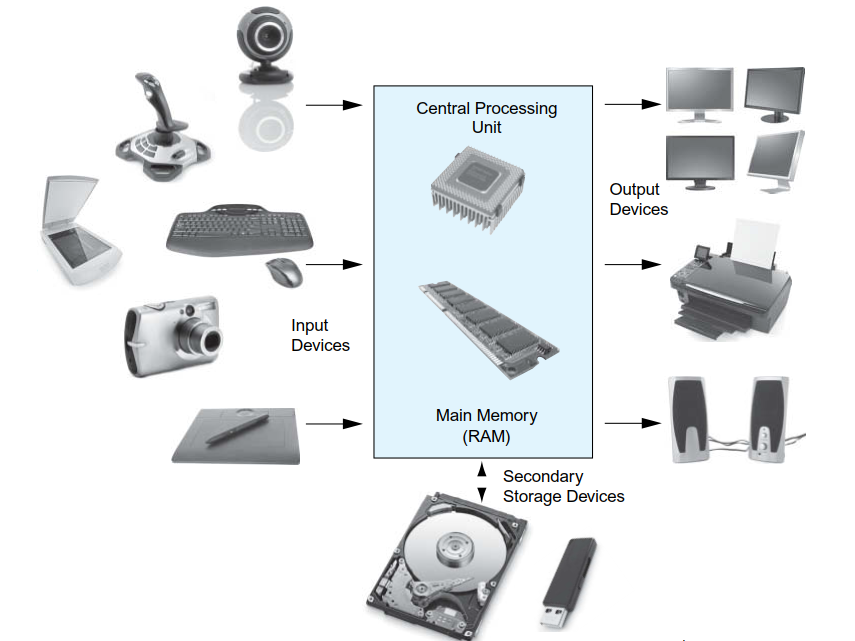 Central Processing
Unit
Output
Devices
Input
Devices
Main Memory
(RAM)
Secondary
Storage Devices